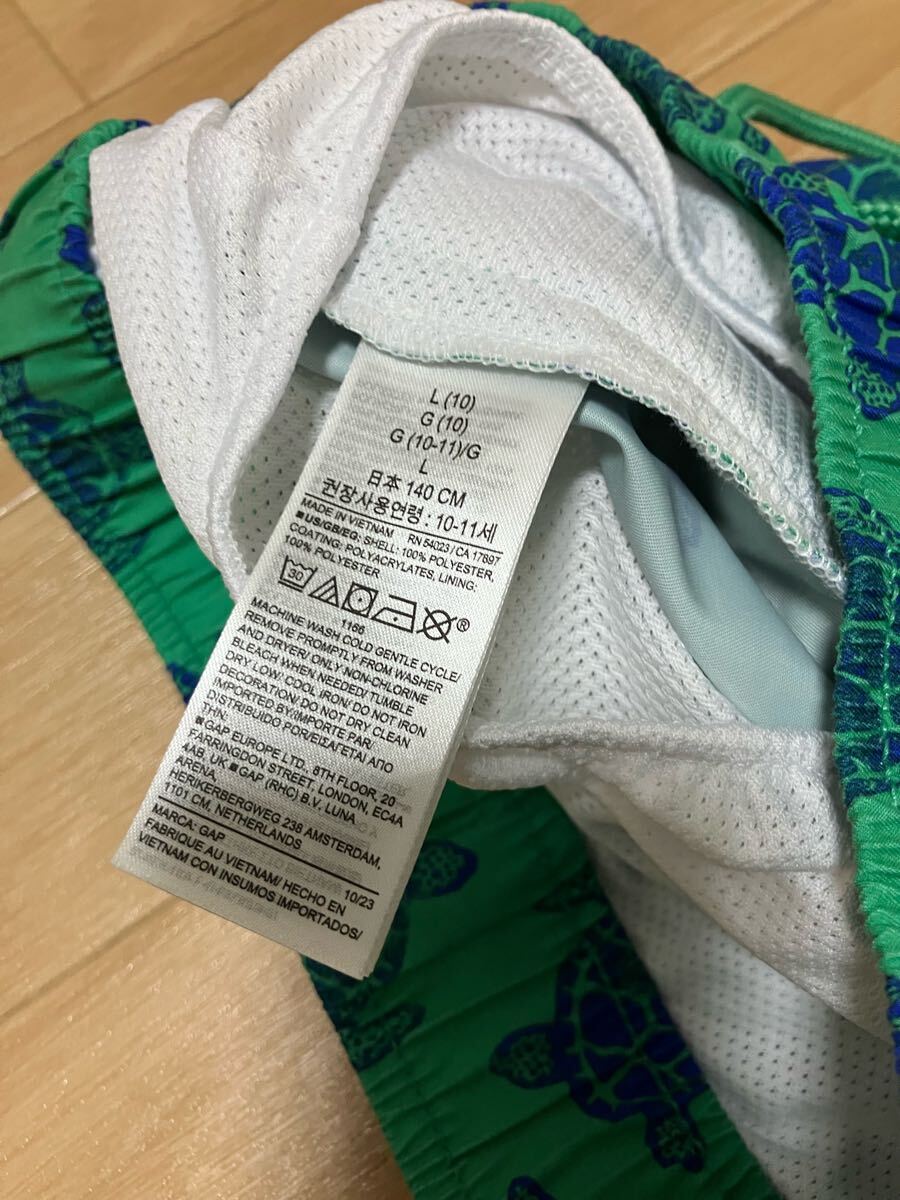 L (10)
G (10)
G (10-11)/G
L
日本 140 CM
권장사용연령 : 10-11세
MADE IN VIETNAM RN 54023 / CA 17897
■US/GB/EG: SHELL: 100% POLYESTER,
COATING: POLYACRYLATES, LINING:
100% POLYESTER
30 ®
1166
MACHINE WASH COLD GENTLE CYCLE/
REMOVE PROMPTLY FROM WASHER
AND DRYER/ ONLY NON-CHLORINE
BLEACH WHEN NEEDED/ TUMBLE
DRY LOW/ COOL IRON/ DO NOT IRON
DECORATION/ DO NOT DRY CLEAN
IMPORTED BY/IMPORTE PAR/
DISTRIBUIDO POR/ΕΙΣΑΓΕΤΑΙ ΑΠΟ
ΤΗΝ:
■GAP EUROPE LTD. 8TH FLOOR, 20
FARRINGDON STREET, LONDON, EC4A
4AB, UK ■GAP (RHC) B.V. LUNA
ARENA,
HERIKERBERGWEG 238 AMSTERDAM,
1101 CM, NETHERLANDS
MARCA: GAP 10/23
FABRIQUE AU VIETNAM/ HECHO EN
VIETNAM CON INSUMOS IMPORTADOS/